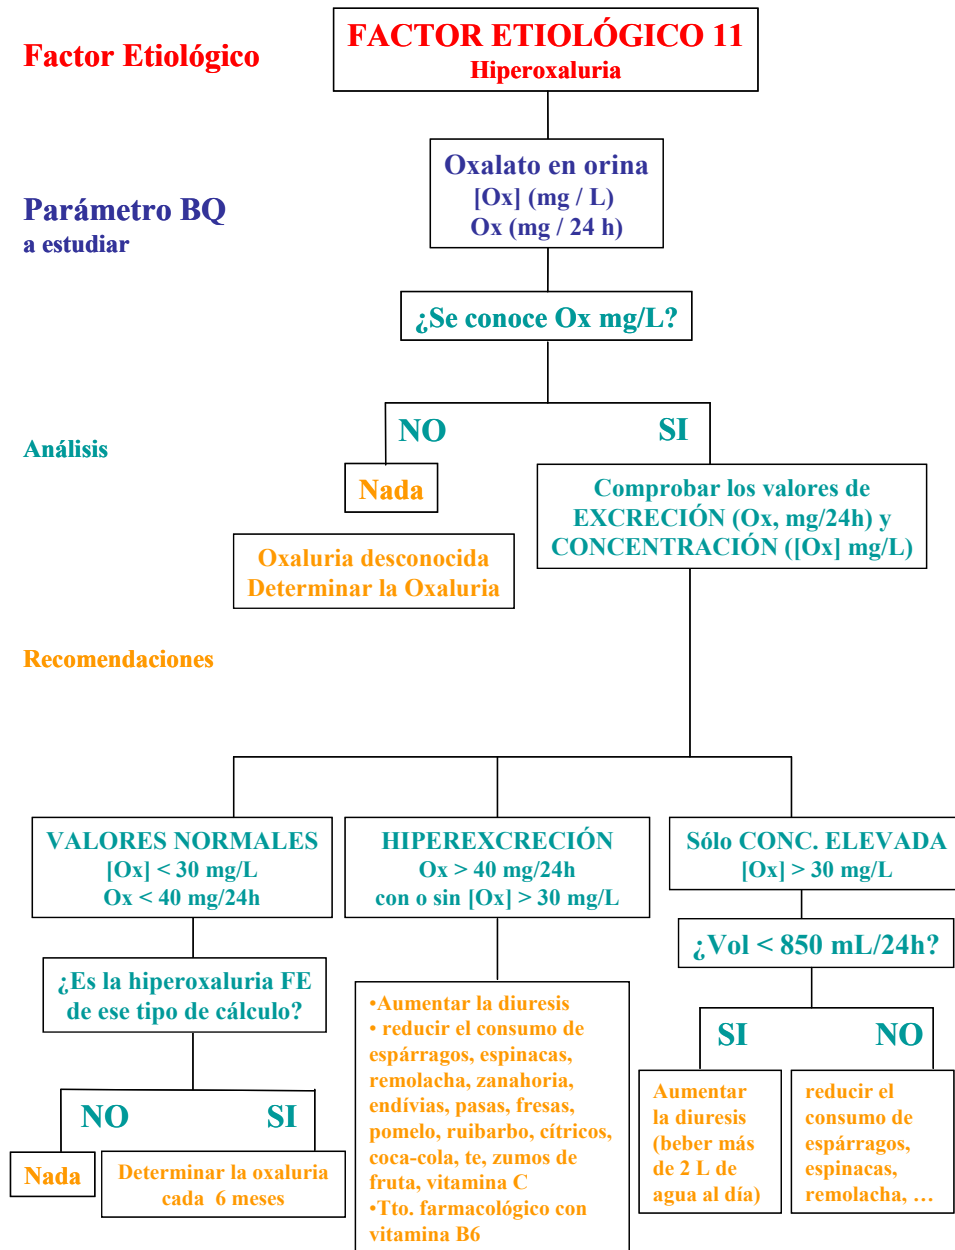 FACTOR ETIOLÓGICO 11
Hiperoxaluria
Factor Etiológico
Oxalato en orina
[Ox] (mg / L)
Ox (mg / 24 h)
Parámetro BQ
a estudiar
¿Se conoce Ox mg/L?
NO
SI
Análisis
Nada
Comprobar los valores de
EXCRECIÓN (Ox, mg/24h) y
CONCENTRACIÓN ([Ox] mg/L)
Oxaluria desconocida
Determinar la Oxaluria
Recomendaciones
VALORES NORMALES
[Ox] < 30 mg/L
Ox < 40 mg/24h
HIPEREXCRECIÓN
Ox > 40 mg/24h
con o sin [Ox] > 30 mg/L
Sólo CONC. ELEVADA
[Ox] > 30 mg/L
¿Es la hiperoxaluria FE
de ese tipo de cálculo?
¿Vol < 850 mL/24h?
NO
SI
Nada
Determinar la oxaluria
cada 6 meses
•Aumentar la diuresis
• reducir el consumo de
espárragos, espinacas,
remolacha, zanahoria,
endívias, pasas, fresas,
pomelo, ruibarbo, cítricos,
coca-cola, te, zumos de
fruta, vitamina C
•Tto. farmacológico con
vitamina B6
SI
NO
Aumentar
la diuresis
(beber más
de 2 L de
agua al día)
reducir el
consumo de
espárragos,
espinacas,
remolacha, …